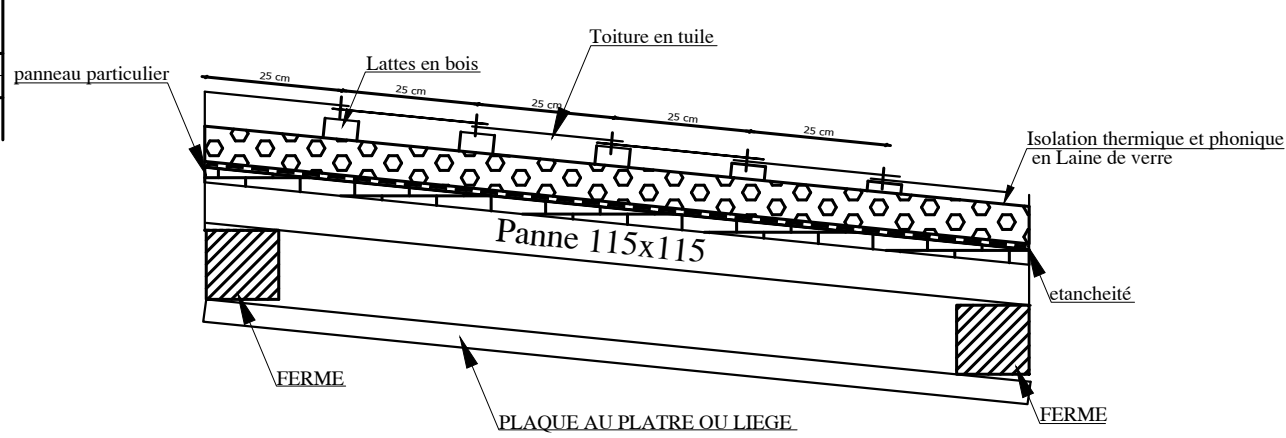 Toiture en tuile
Lattes en bois
panneau particulier
25 cm
25 cm
25 cm
25 cm
25 cm
Isolation thermique et phonique
en Laine de verre
Panne 115x115
etancheité
FERME
PLAQUE AU PLATRE OU LIEGE
FERME